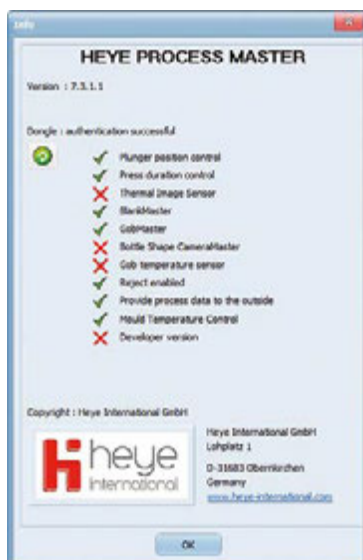 Info
HEYE PROCESS MASTER
Version : 7.3.1.1
Dongle : authentication successful
Plunger position control
Press duration control
Thermal Image Sensor
BlankMaster
GobMaster
Bottle Shape CameraMaster
Gob temperature sensor
Reject enabled
Provide process data to the outside
Mould Temperature Control
Developer version
Copyright : Heye International GmbH
heye
international
Heye International GmbH
Lohplatz 1
D-31683 Obernkirchen
Germany
www.heye-international.com
OK